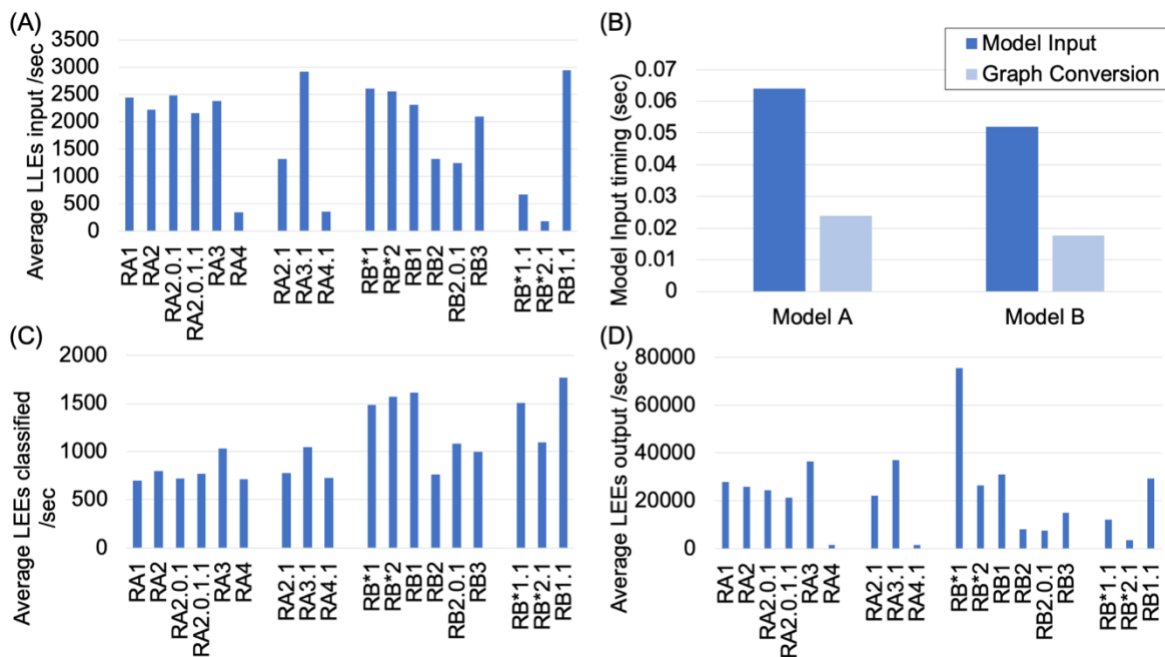 (A)
Average LLEs input /sec
3500
3000
2500
2000
1500
1000
500
0
RA1
RA2
RA2.0.1
RA2.0.1.1
RA3
RA4
RA2.1
RA3.1
RA4.1
RB*1
RB*2
RB1
RB2
RB2.0.1
RB3
RB*1.1
RB*2.1
RB1.1
(B)
Model Input
Graph Conversion
Model Input timing (sec)
0.07
0.06
0.05
0.04
0.03
0.02
0.01
0
Model A
Model B
(C)
Average LEEs classified
/sec
2000
1500
1000
500
0
RA1
RA2
RA2.0.1
RA2.0.1.1
RA3
RA4
RA2.1
RA3.1
RA4.1
RB*1
RB*2
RB1
RB2
RB2.0.1
RB3
RB*1.1
RB*2.1
RB1.1
(D)
Average LEEs output /sec
80000
60000
40000
20000
0
RA1
RA2
RA2.0.1
RA2.0.1.1
RA3
RA4
RA2.1
RA3.1
RA4.1
RB*1
RB*2
RB1
RB2
RB2.0.1
RB3
RB*1.1
RB*2.1
RB1.1